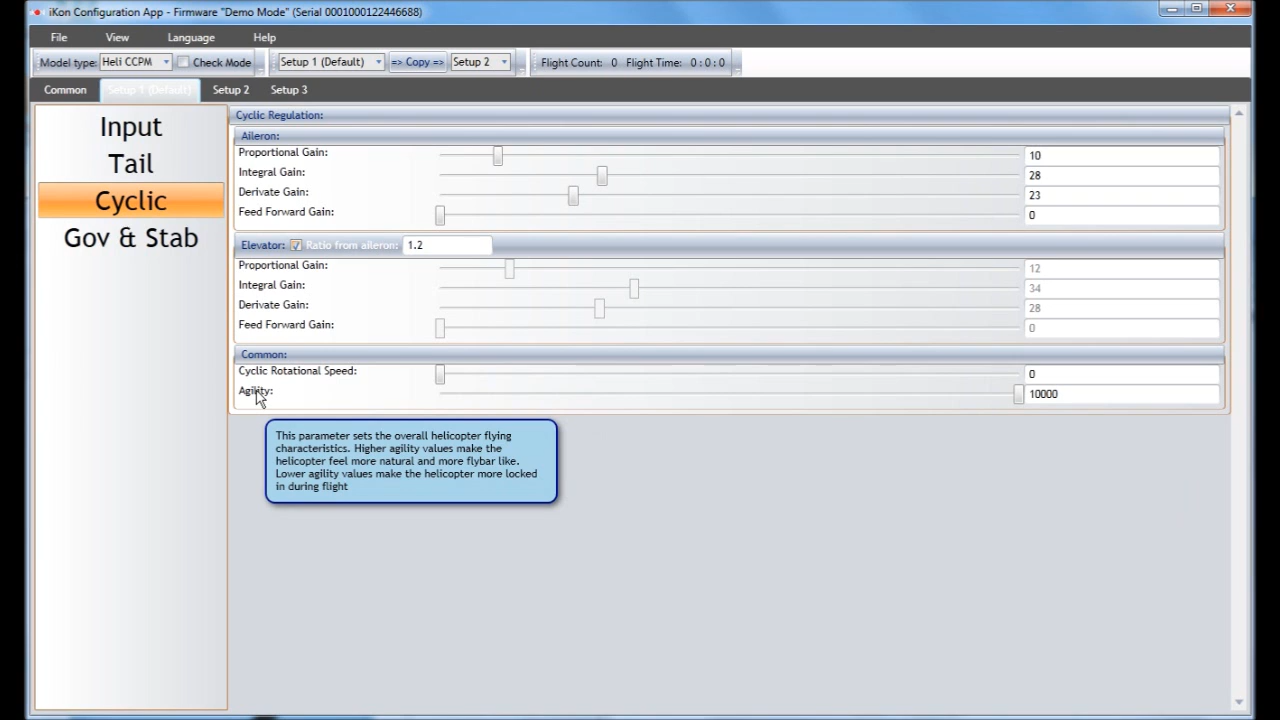 iKon Configuration App - Firmware "Demo Mode" (Serial 0001000122446688)
File View Language Help
Model type: Heli CCPM Check Mode Setup 1 (Default) => Copy => Setup 2 Flight Count: 0 Flight Time: 0 : 0 : 0
Common Setup 1 (Default) Setup 2 Setup 3
Input
Tail
Cyclic
Gov & Stab
Cyclic Regulation:
Aileron:
Proportional Gain: 10
Integral Gain: 28
Derivate Gain: 23
Feed Forward Gain: 0
Elevator: Ratio from aileron: 1.2
Proportional Gain: 12
Integral Gain: 34
Derivate Gain: 28
Feed Forward Gain: 0
Common:
Cyclic Rotational Speed: 0
Agility: 10000
This parameter sets the overall helicopter flying
characteristics. Higher agility values make the
helicopter feel more natural and more flybar like.
Lower agility values make the helicopter more locked
in during flight